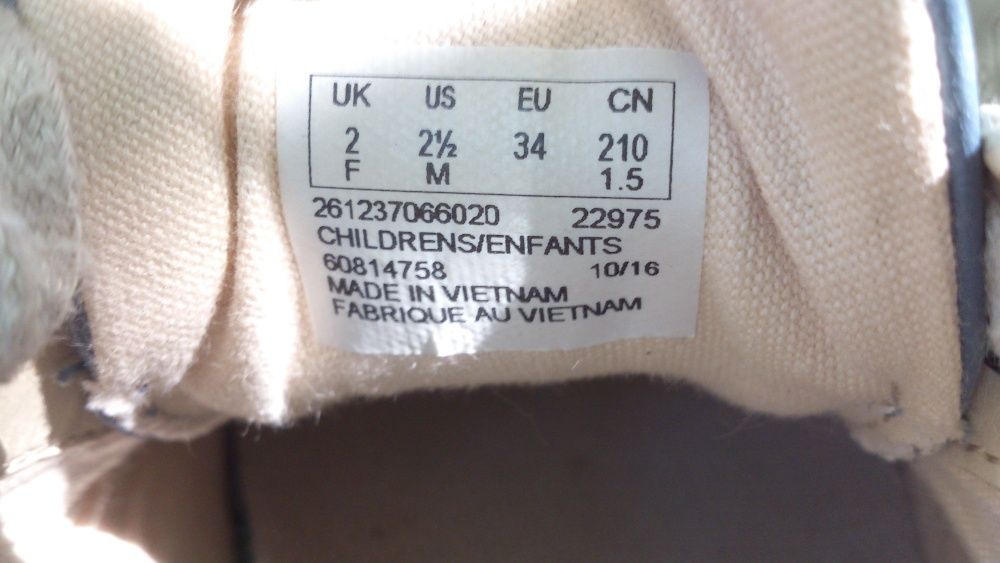 UK US EU CN
2 2½ 34 210
F M 1.5
261237066020 22975
CHILDRENS/ENFANTS
60814758 10/16
MADE IN VIETNAM
FABRIQUE AU VIETNAM